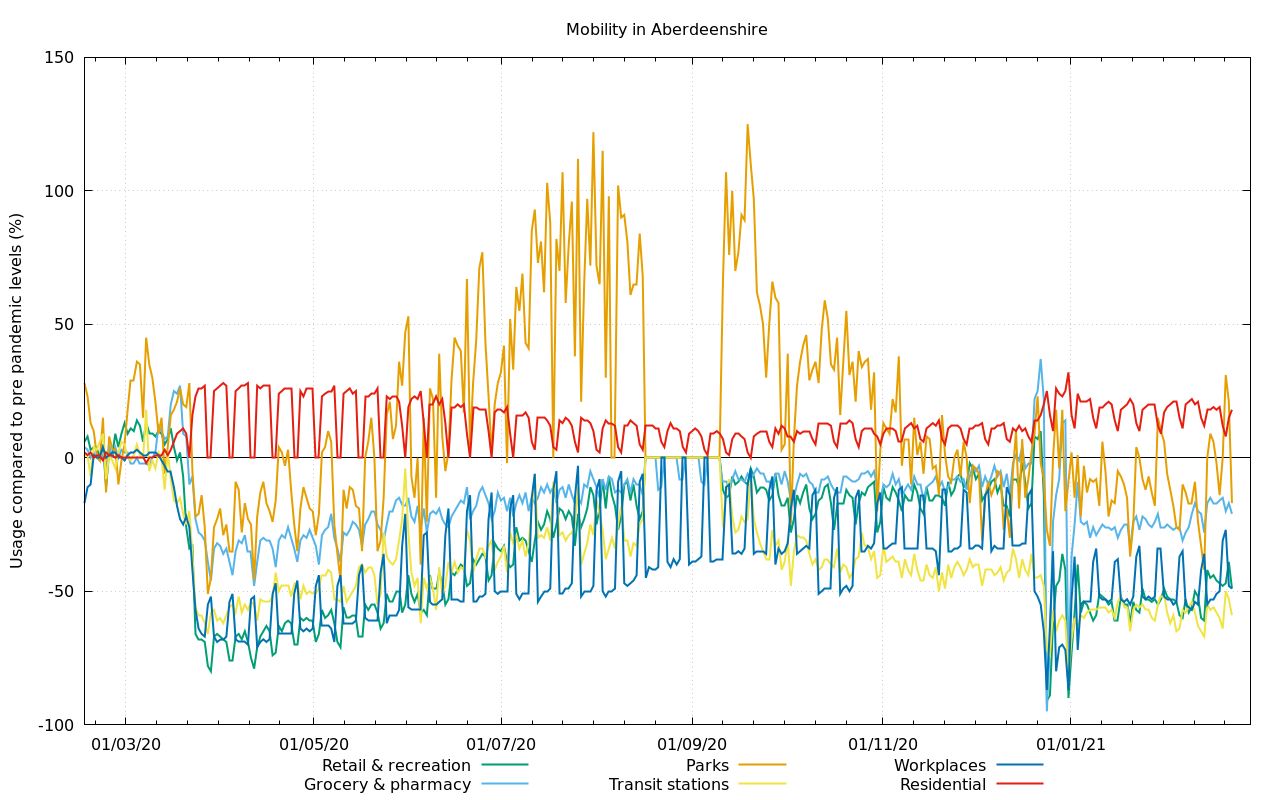 Mobility in Aberdeenshire
Usage compared to pre pandemic levels (%)
150
100
50
0
-50
-100
01/03/20 01/05/20 01/07/20 01/09/20 01/11/20 01/01/21
Retail & recreation Parks Workplaces
Grocery & pharmacy Transit stations Residential